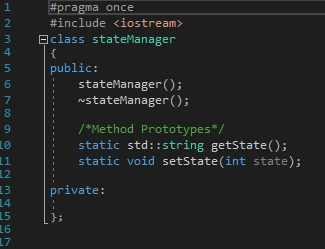 1 #pragma once
2 #include <iostream>
3 class stateManager
4 {
5 public:
6 stateManager();
7 ~stateManager();
8
9 /*Method Prototypes*/
10 static std::string getState();
11 static void setState(int state);
12
13 private:
14
15 };
16
17